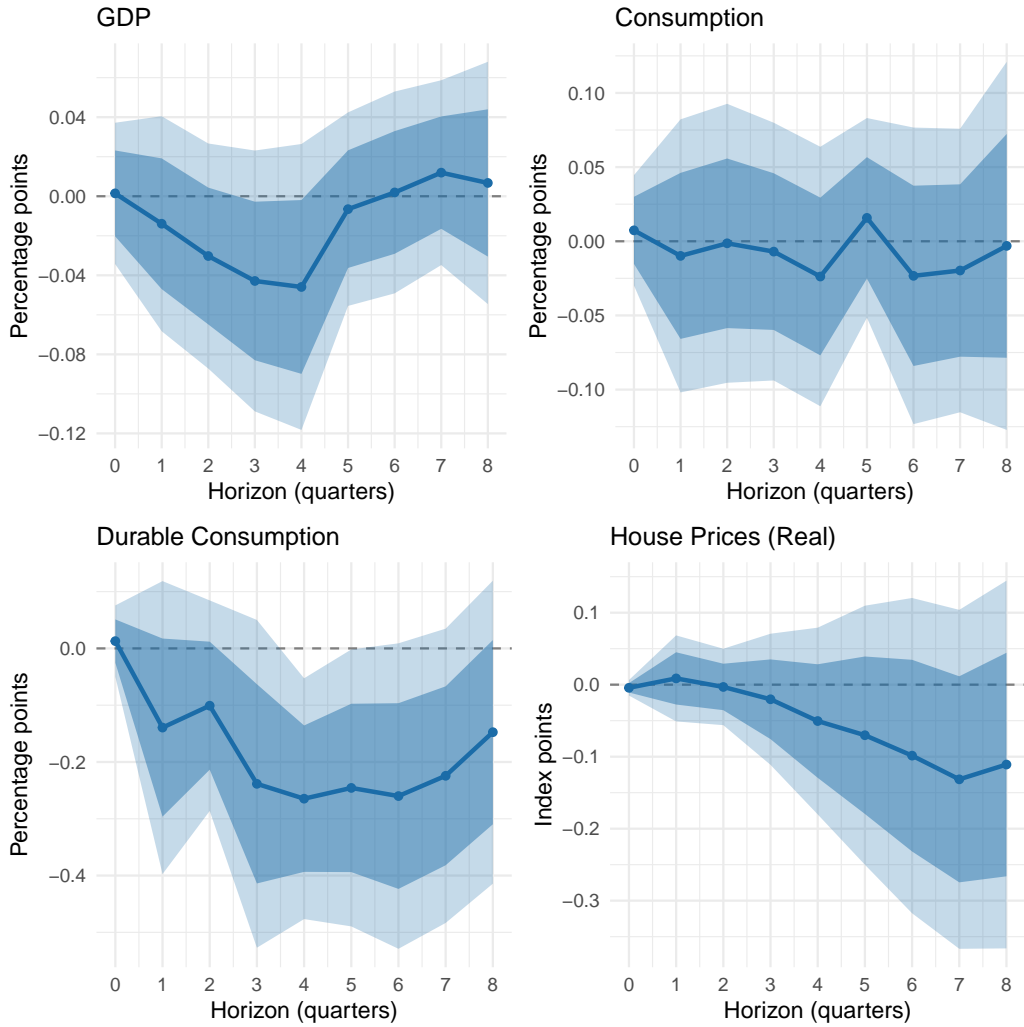 GDP
Percentage points
0.04
0.00
−0.04
−0.08
−0.12
0 1 2 3 4 5 6 7 8
Horizon (quarters)
Consumption
Percentage points
0.10
0.05
0.00
−0.05
−0.10
0 1 2 3 4 5 6 7 8
Horizon (quarters)
Durable Consumption
Percentage points
0.0
−0.2
−0.4
0 1 2 3 4 5 6 7 8
Horizon (quarters)
House Prices (Real)
Index points
0.1
0.0
−0.1
−0.2
−0.3
0 1 2 3 4 5 6 7 8
Horizon (quarters)